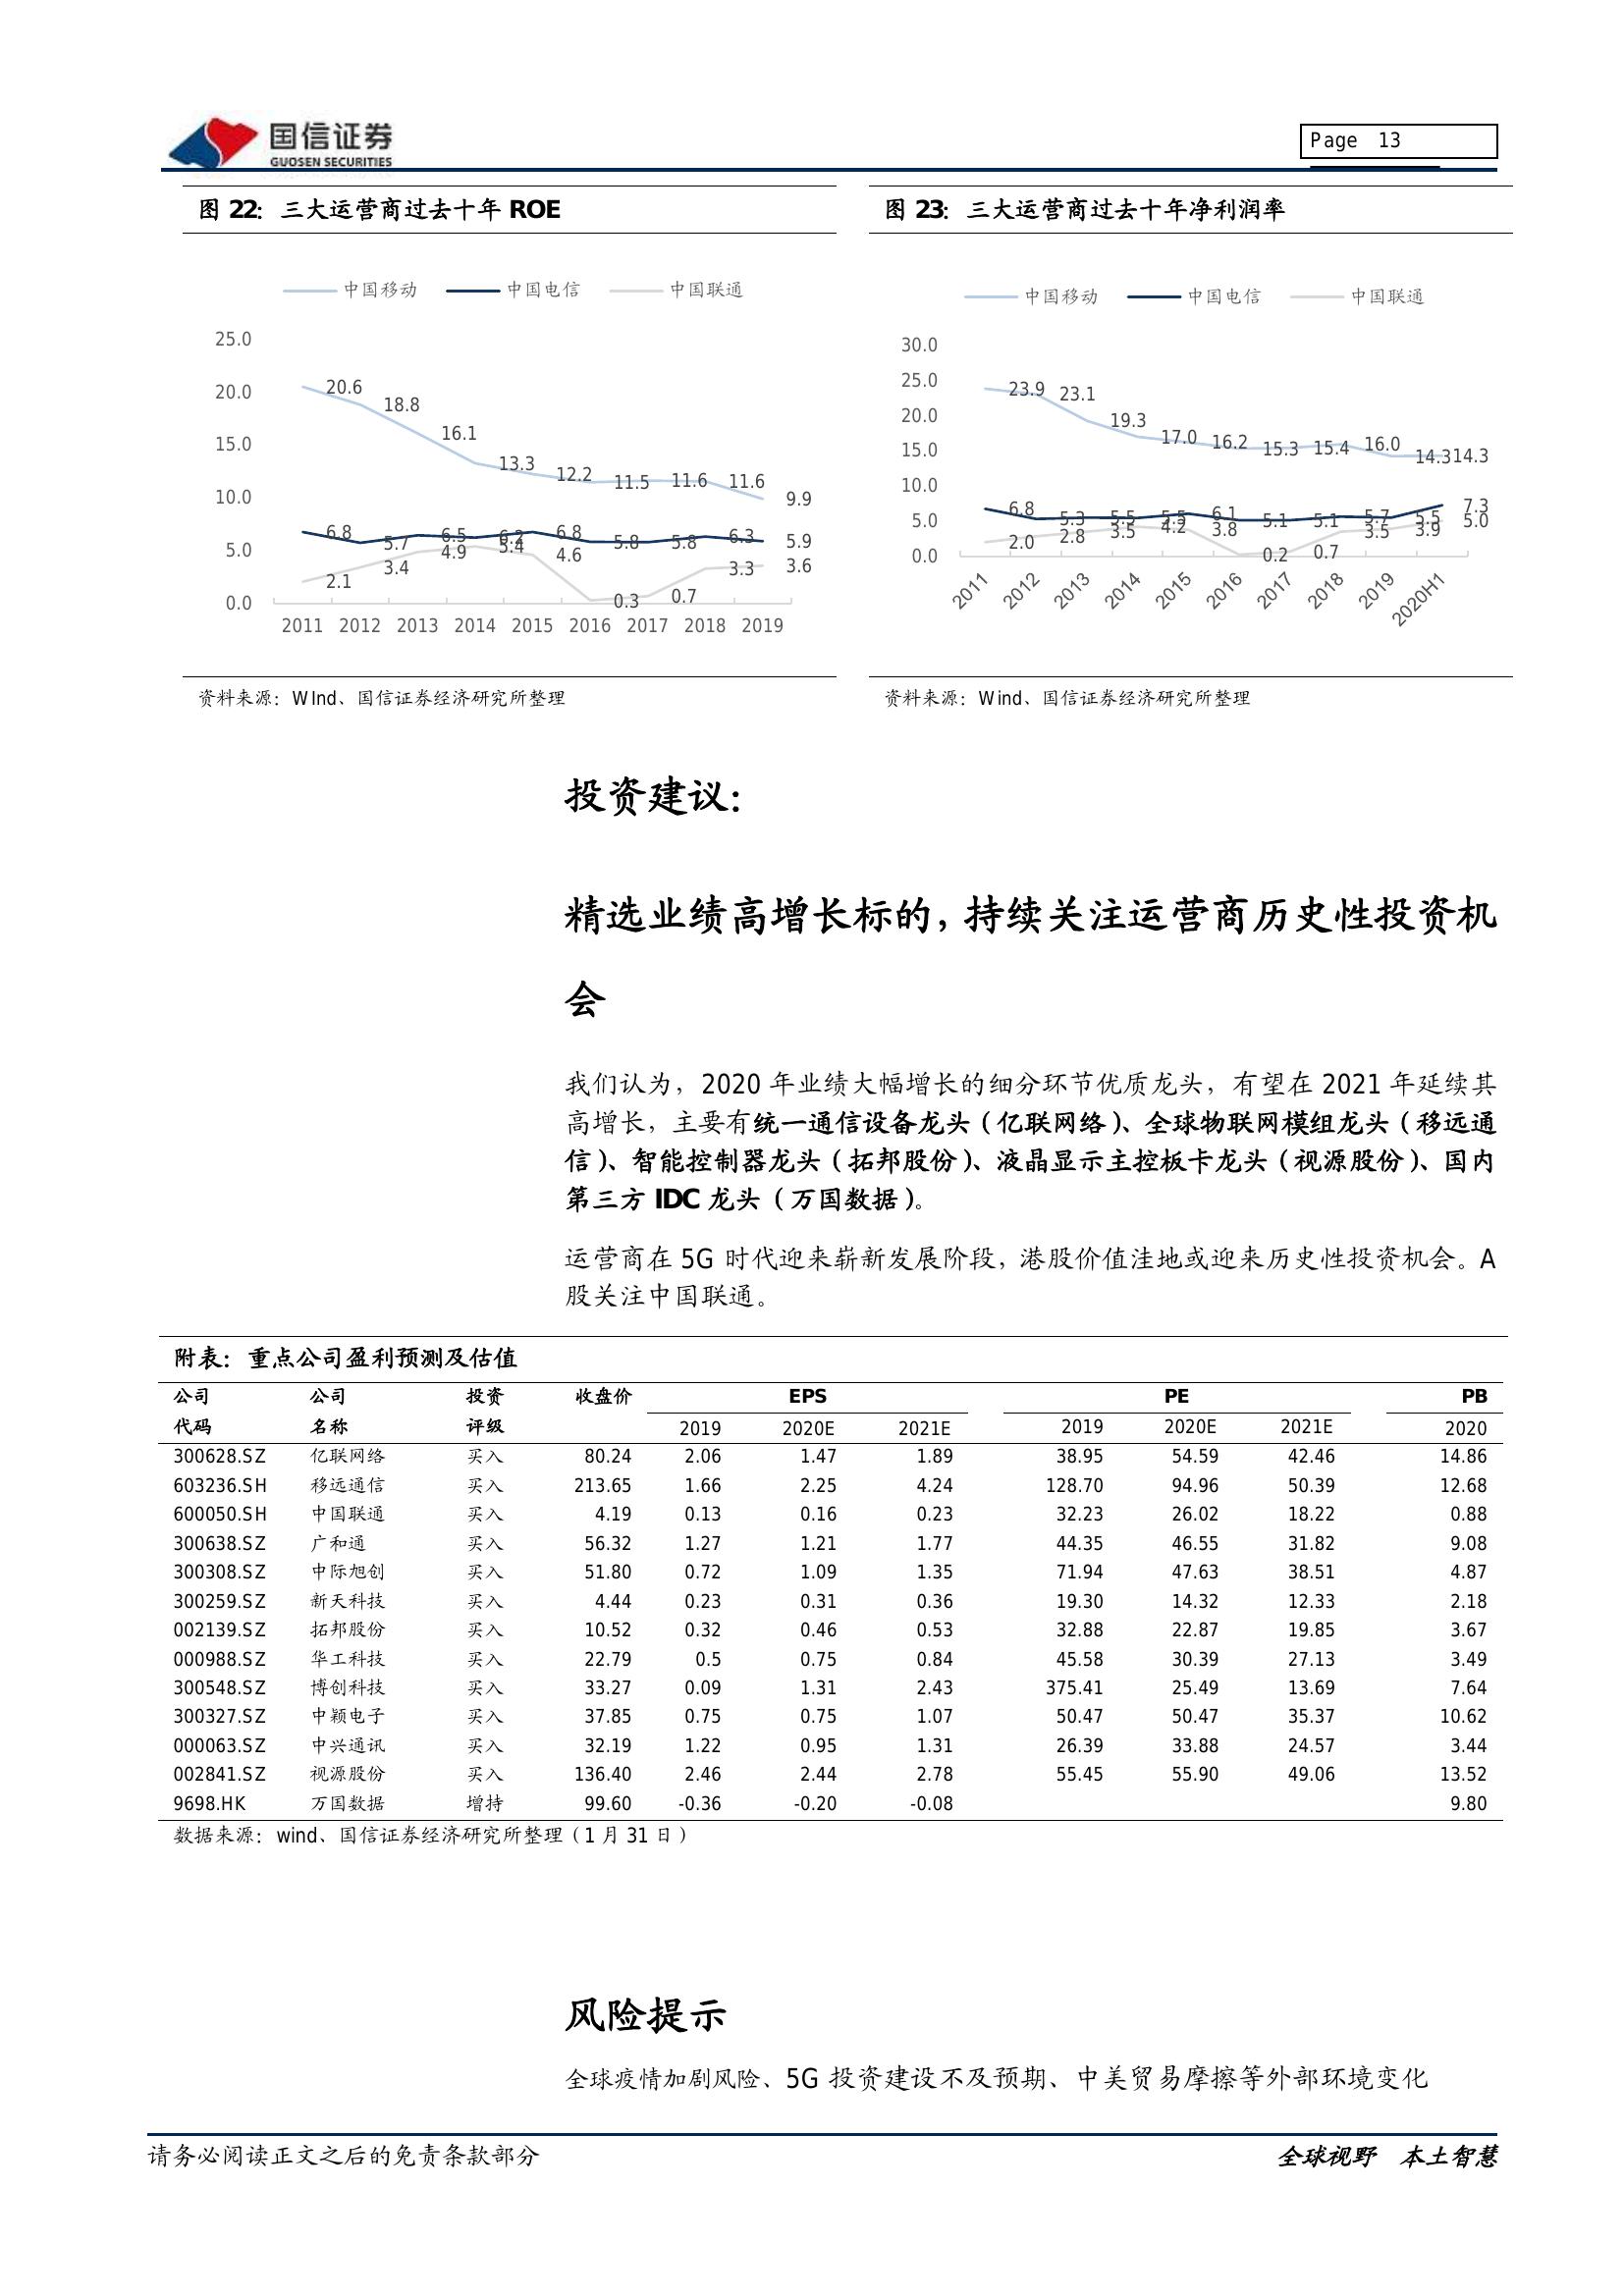 国信证券
GUOSEN SECURITIES
Page 13
图 22：三大运营商过去十年 ROE
中国移动 中国电信 中国联通
25.0
20.0
15.0
10.0
5.0
0.0
20.6 18.8 16.1 13.3 12.2 11.5 11.6 11.6 9.9
6.8 5.7 6.5 6.2 6.8 5.8 5.8 6.3 5.9
2.1 3.4 4.9 5.4 4.6 0.3 0.7 3.3 3.6
2011 2012 2013 2014 2015 2016 2017 2018 2019
资料来源：WInd、国信证券经济研究所整理
图 23：三大运营商过去十年净利润率
中国移动 中国电信 中国联通
30.0
25.0
20.0
15.0
10.0
5.0
0.0
23.9 23.1 19.3 17.0 16.2 15.3 15.4 16.0 14.3 14.3
6.8 5.3 5.5 5.5 6.1 5.1 5.1 5.7 5.5 7.3
2.0 2.8 3.5 4.2 3.8 0.2 0.7 3.5 3.9 5.0
2011 2012 2013 2014 2015 2016 2017 2018 2019 2020H1
资料来源：Wind、国信证券经济研究所整理
投资建议：
精选业绩高增长标的，持续关注运营商历史性投资机
会
我们认为，2020 年业绩大幅增长的细分环节优质龙头，有望在 2021 年延续其
高增长，主要有统一通信设备龙头（亿联网络）、全球物联网模组龙头（移远通
信）、智能控制器龙头（拓邦股份）、液晶显示主控板卡龙头（视源股份）、国内
第三方 IDC 龙头（万国数据）。
运营商在 5G 时代迎来崭新发展阶段，港股价值洼地或迎来历史性投资机会。A
股关注中国联通。
附表：重点公司盈利预测及估值
公司 公司 投资 收盘价 EPS PE PB
代码 名称 评级 2019 2020E 2021E 2019 2020E 2021E 2020
300628.SZ 亿联网络 买入 80.24 2.06 1.47 1.89 38.95 54.59 42.46 14.86
603236.SH 移远通信 买入 213.65 1.66 2.25 4.24 128.70 94.96 50.39 12.68
600050.SH 中国联通 买入 4.19 0.13 0.16 0.23 32.23 26.02 18.22 0.88
300638.SZ 广和通 买入 56.32 1.27 1.21 1.77 44.35 46.55 31.82 9.08
300308.SZ 中际旭创 买入 51.80 0.72 1.09 1.35 71.94 47.63 38.51 4.87
300259.SZ 新天科技 买入 4.44 0.23 0.31 0.36 19.30 14.32 12.33 2.18
002139.SZ 拓邦股份 买入 10.52 0.32 0.46 0.53 32.88 22.87 19.85 3.67
000988.SZ 华工科技 买入 22.79 0.5 0.75 0.84 45.58 30.39 27.13 3.49
300548.SZ 博创科技 买入 33.27 0.09 1.31 2.43 375.41 25.49 13.69 7.64
300327.SZ 中颖电子 买入 37.85 0.75 0.75 1.07 50.47 50.47 35.37 10.62
000063.SZ 中兴通讯 买入 32.19 1.22 0.95 1.31 26.39 33.88 24.57 3.44
002841.SZ 视源股份 买入 136.40 2.46 2.44 2.78 55.45 55.90 49.06 13.52
9698.HK 万国数据 增持 99.60 -0.36 -0.20 -0.08 9.80
数据来源：wind、国信证券经济研究所整理（1 月 31 日）
风险提示
全球疫情加剧风险、5G 投资建设不及预期、中美贸易摩擦等外部环境变化
请务必阅读正文之后的免责条款部分
全球视野 本土智慧